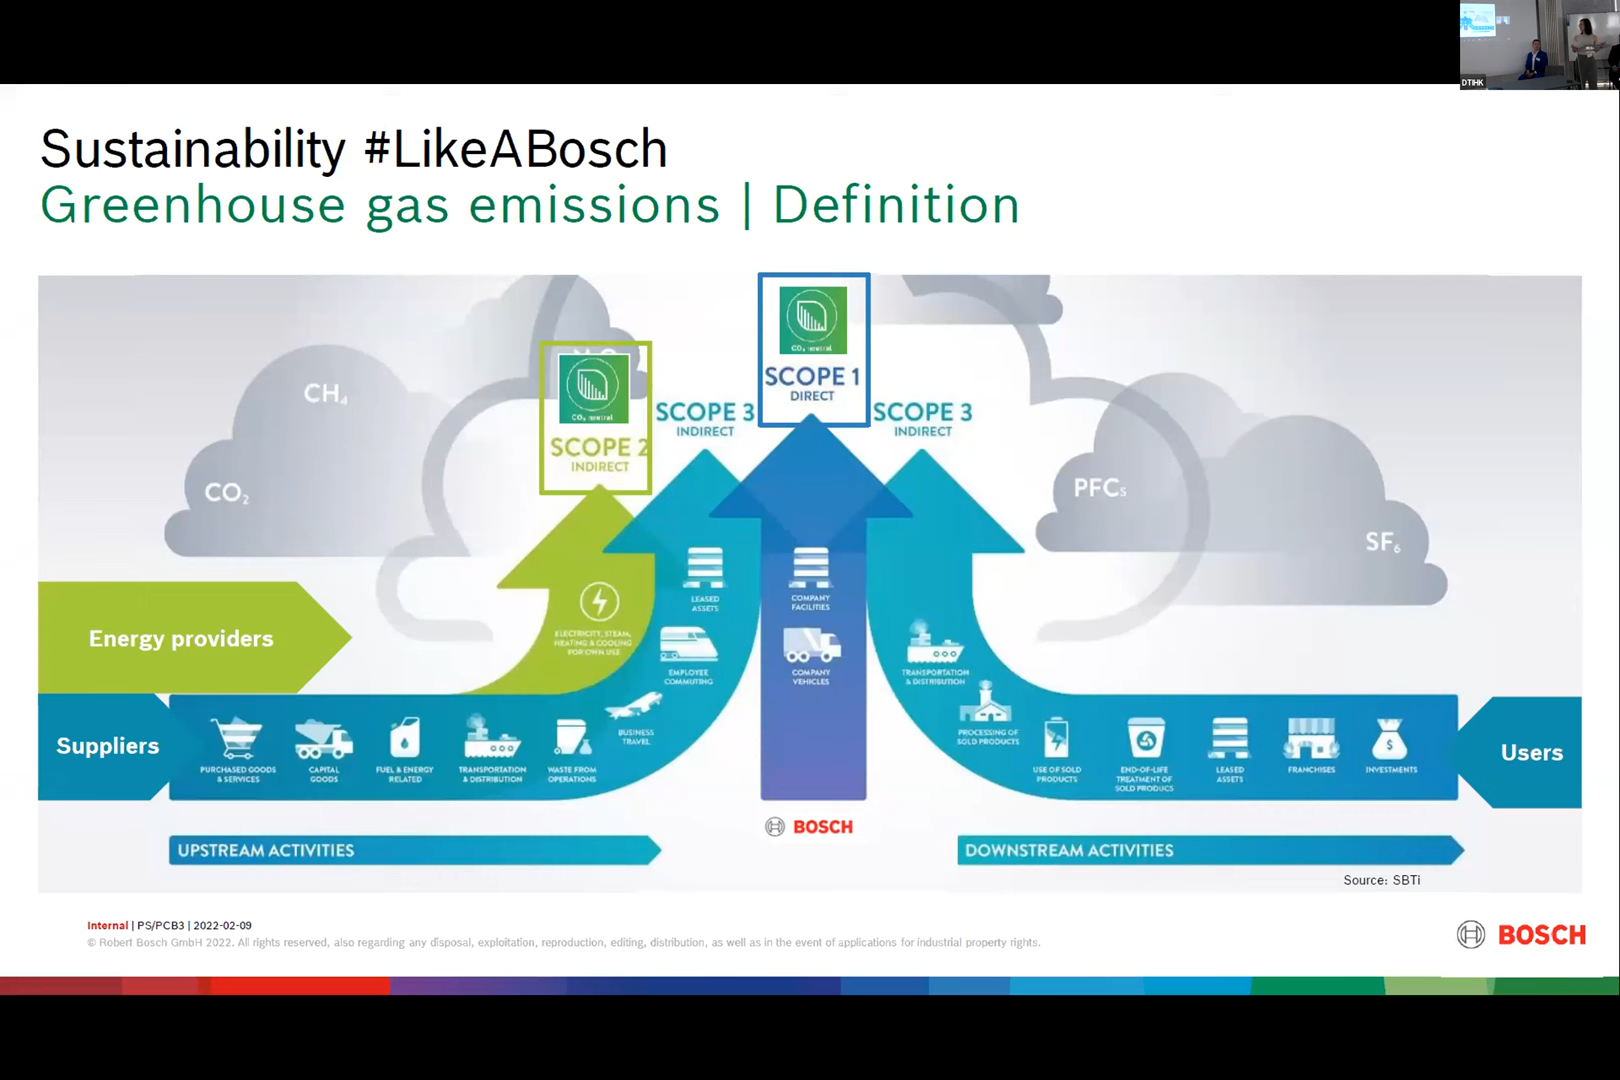 DTIHK
Sustainability #LikeABosch
Greenhouse gas emissions | Definition
CH₄
CO₂
PFCs
SF₆
CO₂ neutral
SCOPE 2
INDIRECT
SCOPE 3
INDIRECT
CO₂ neutral
SCOPE 1
DIRECT
SCOPE 3
INDIRECT
Energy providers
ELECTRICITY, STEAM,
HEATING & COOLING
FOR OWN USE
LEASED
ASSETS
EMPLOYEE
COMMUTING
BUSINESS
TRAVEL
COMPANY
FACILITIES
COMPANY
VEHICLES
TRANSPORTATION
& DISTRIBUTION
PROCESSING OF
SOLD PRODUCTS
Suppliers
PURCHASED GOODS
& SERVICES
CAPITAL
GOODS
FUEL & ENERGY
RELATED
TRANSPORTATION
& DISTRIBUTION
WASTE FROM
OPERATIONS
USE OF SOLD
PRODUCTS
END-OF-LIFE
TREATMENT OF
SOLD PRODUCS
LEASED
ASSETS
FRANCHISES
INVESTMENTS
Users
BOSCH
UPSTREAM ACTIVITIES
DOWNSTREAM ACTIVITIES
Source: SBTi
Internal | PS/PCB3 | 2022-02-09
© Robert Bosch GmbH 2022. All rights reserved, also regarding any disposal, exploitation, reproduction, editing, distribution, as well as in the event of applications for industrial property rights.
BOSCH